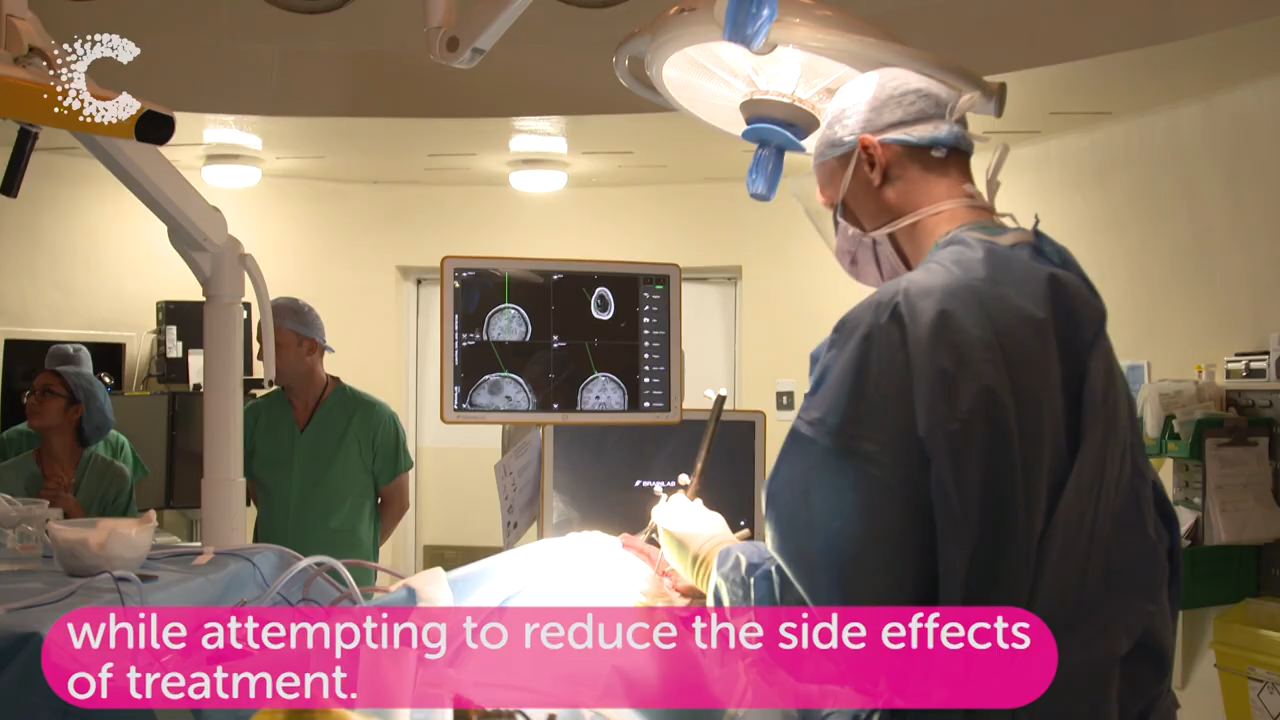 BRAINLAB
while attempting to reduce the side effects
of treatment.